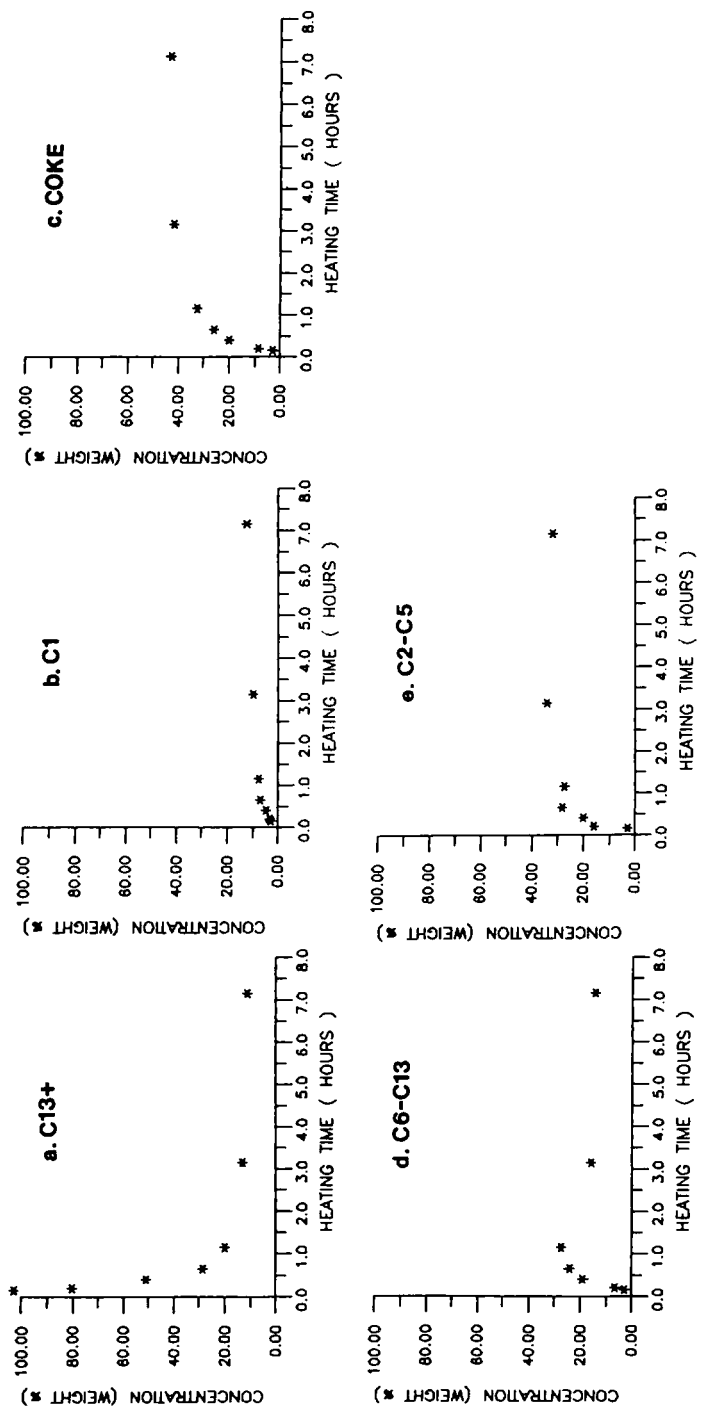 a. C13+
100.00
80.00
60.00
40.00
20.00
0.00
CONCENTRATION (WEIGHT %)
0.0 1.0 2.0 3.0 4.0 5.0 6.0 7.0 8.0
HEATING TIME ( HOURS )
b. C1
100.00
80.00
60.00
40.00
20.00
0.00
CONCENTRATION (WEIGHT %)
0.0 1.0 2.0 3.0 4.0 5.0 6.0 7.0 8.0
HEATING TIME ( HOURS )
c. COKE
100.00
80.00
60.00
40.00
20.00
0.00
CONCENTRATION (WEIGHT %)
0.0 1.0 2.0 3.0 4.0 5.0 6.0 7.0 8.0
HEATING TIME ( HOURS )
d. C6-C13
100.00
80.00
60.00
40.00
20.00
0.00
CONCENTRATION (WEIGHT %)
0.0 1.0 2.0 3.0 4.0 5.0 6.0 7.0 8.0
HEATING TIME ( HOURS )
e. C2-C5
100.00
80.00
60.00
40.00
20.00
0.00
CONCENTRATION (WEIGHT %)
0.0 1.0 2.0 3.0 4.0 5.0 6.0 7.0 8.0
HEATING TIME ( HOURS )